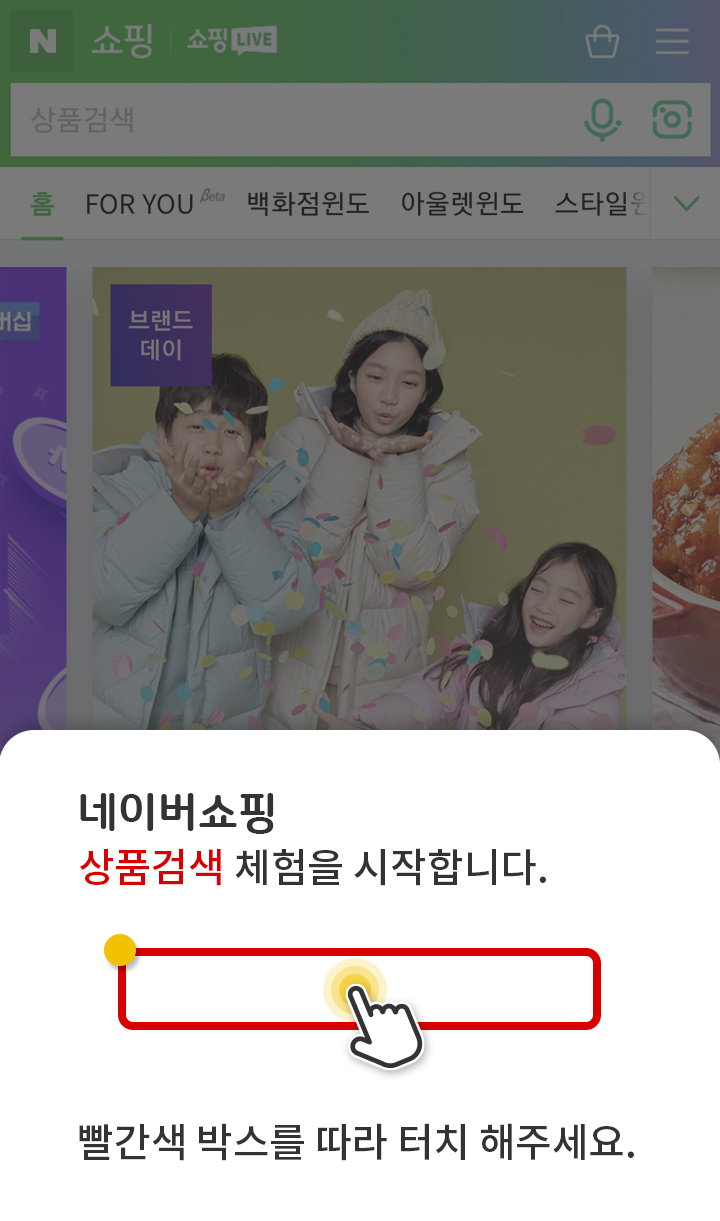 N 쇼핑 쇼핑 LIVE
상품검색
홈 FOR YOU Beta 백화점윈도 아울렛윈도 스타일윈
버십
브랜드
데이
네이버쇼핑
상품검색 체험을 시작합니다.
빨간색 박스를 따라 터치 해주세요.